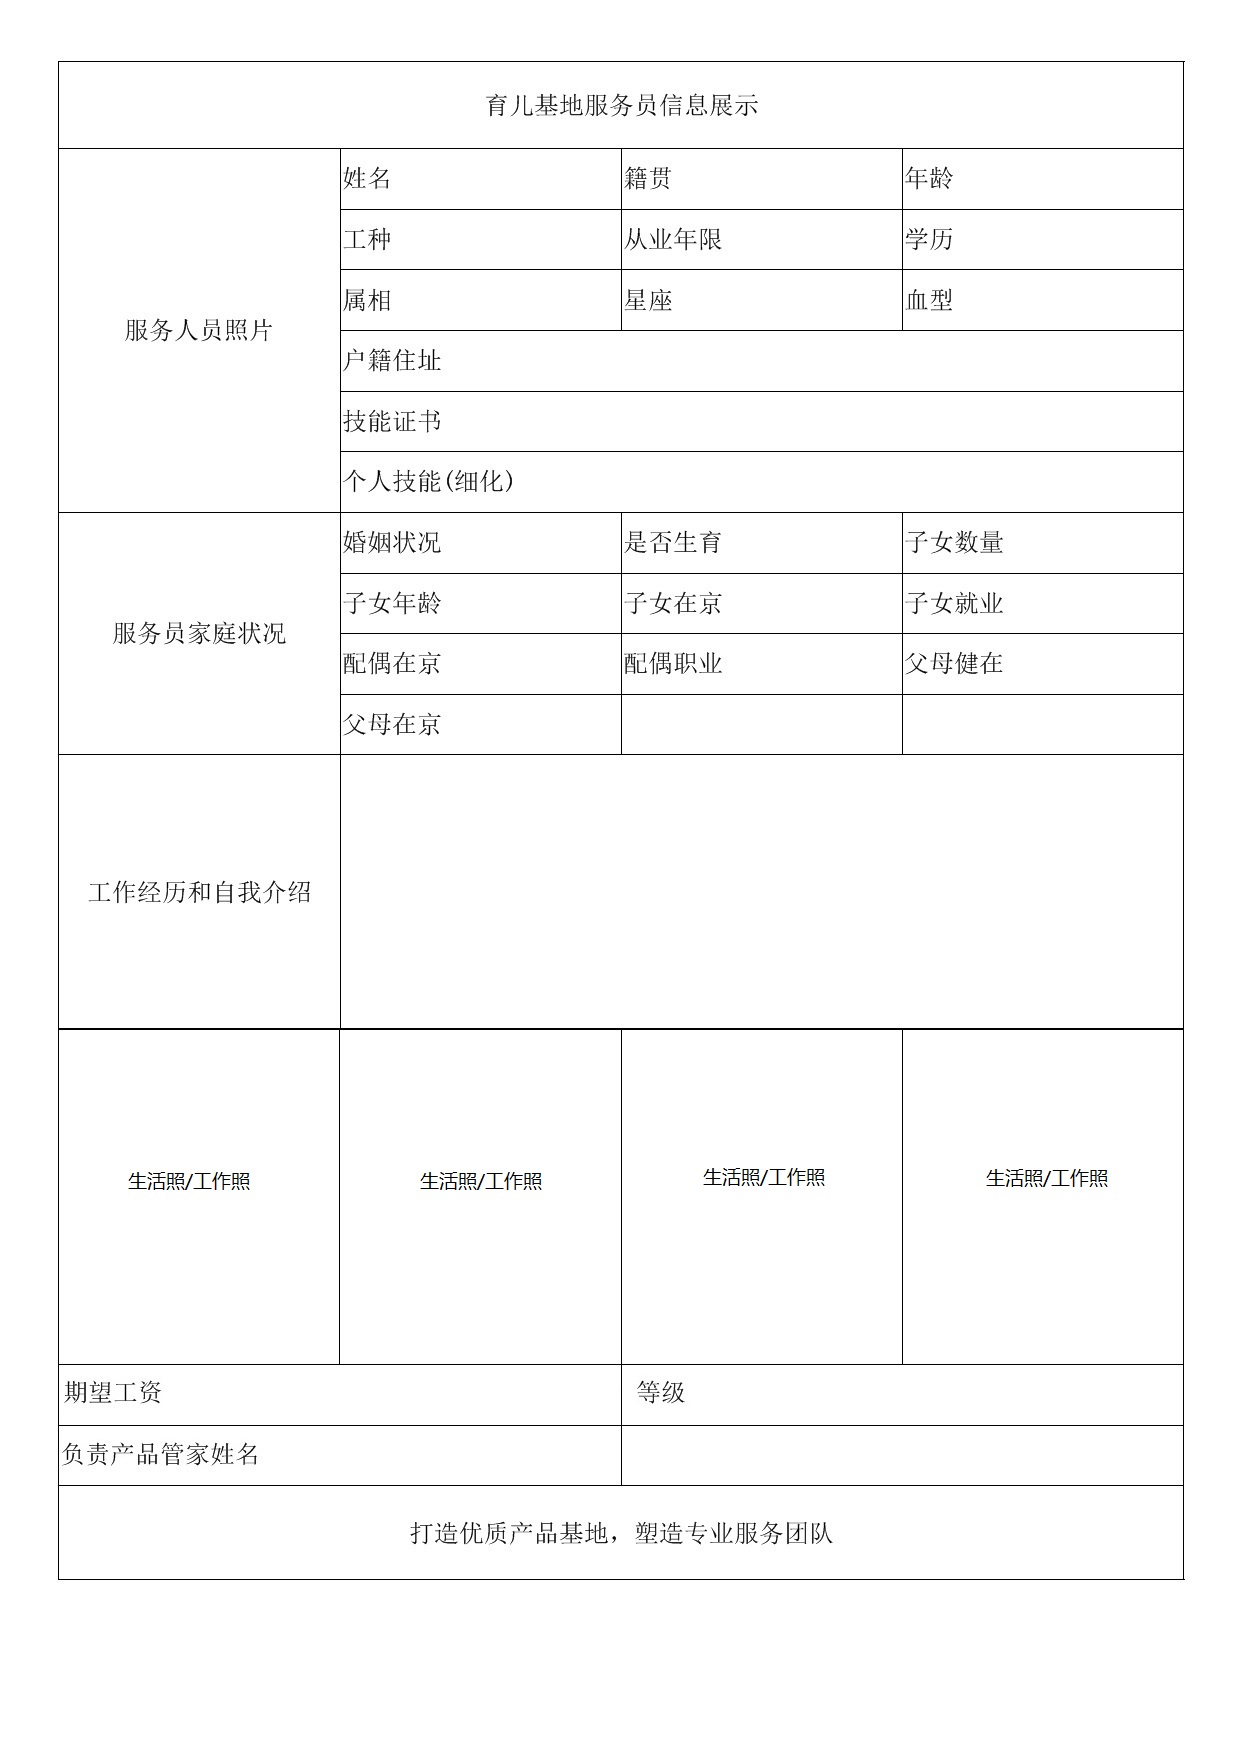 育儿基地服务员信息展示
姓名 籍贯 年龄
工种 从业年限 学历
属相 星座 血型
服务人员照片
户籍住址
技能证书
个人技能(细化)
婚姻状况 是否生育 子女数量
子女年龄 子女在京 子女就业
服务员家庭状况
配偶在京 配偶职业 父母健在
父母在京
工作经历和自我介绍
生活照/工作照 生活照/工作照 生活照/工作照 生活照/工作照
期望工资 等级
负责产品管家姓名
打造优质产品基地，塑造专业服务团队